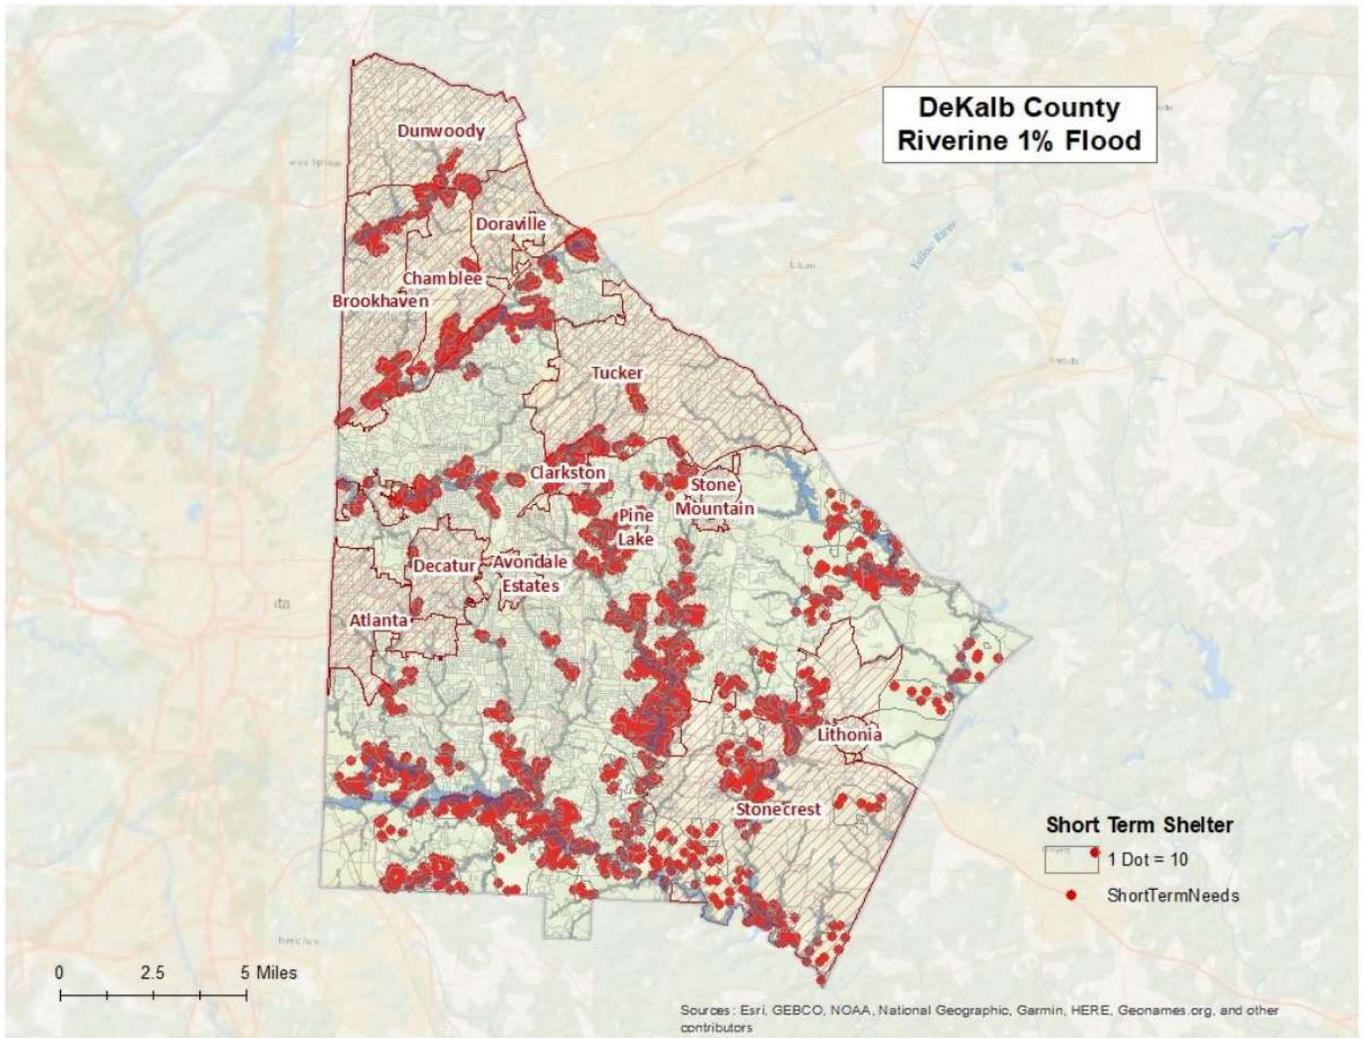 DeKalb County
Riverine 1% Flood
Dunwoody
Doraville
Chamblee
Brookhaven
Yellow River
Tucker
Clarkston
Stone
Mountain
Pine
Lake
Decatur
Avondale
Estates
Atlanta
Lithonia
Stonecrest
Short Term Shelter
1 Dot = 10
ShortTermNeeds
0 2.5 5 Miles
Sources: Esri, GEBCO, NOAA, National Geographic, Garmin, HERE, Geonames.org, and other
contributors